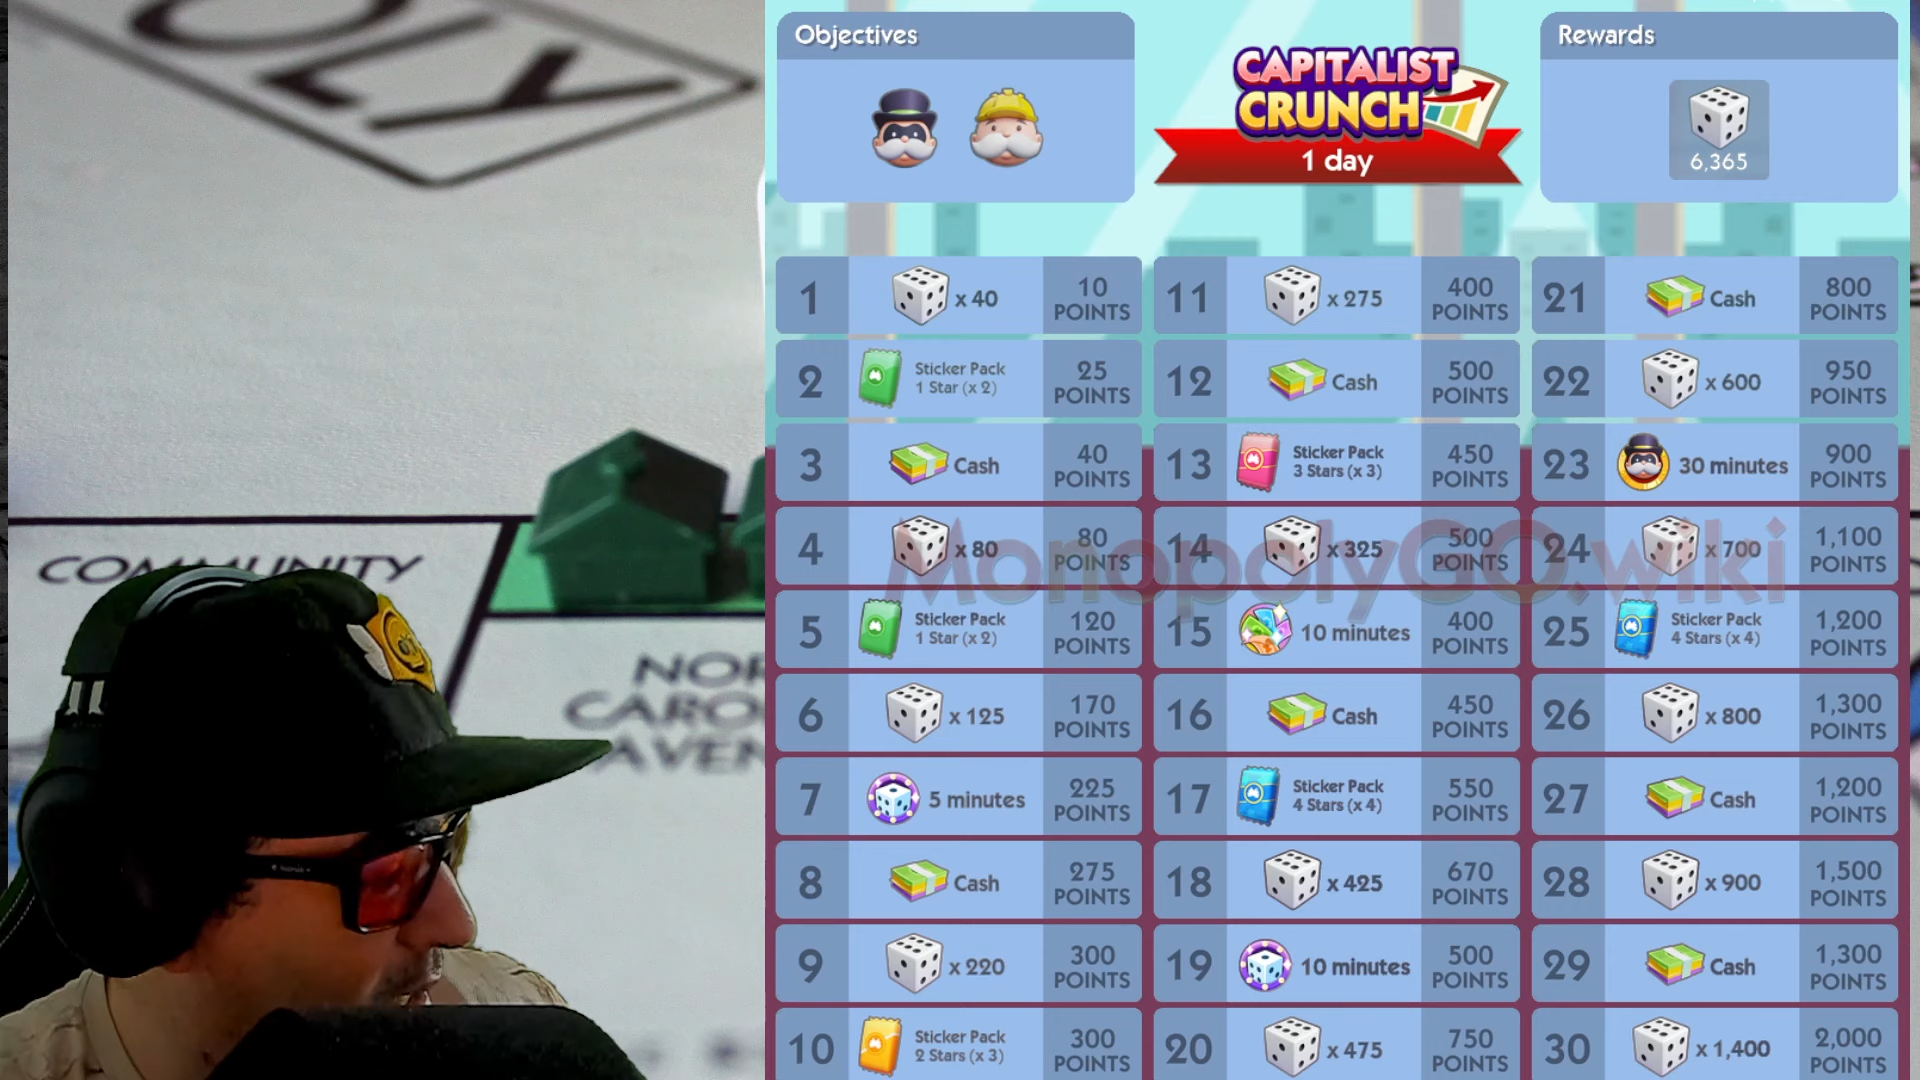 OLY
COMMUNITY
NOR
CARO
AVEN
Objectives
CAPITALIST
CRUNCH
1 day
Rewards
6,365
1 x 40 10 POINTS
2 Sticker Pack 1 Star (x 2) 25 POINTS
3 Cash 40 POINTS
4 x 80 80 POINTS
5 Sticker Pack 1 Star (x 2) 120 POINTS
6 x 125 170 POINTS
7 5 minutes 225 POINTS
8 Cash 275 POINTS
9 x 220 300 POINTS
10 Sticker Pack 2 Stars (x 3) 300 POINTS
11 x 275 400 POINTS
12 Cash 500 POINTS
13 Sticker Pack 3 Stars (x 3) 450 POINTS
14 x 325 500 POINTS
15 10 minutes 400 POINTS
16 Cash 450 POINTS
17 Sticker Pack 4 Stars (x 4) 550 POINTS
18 x 425 670 POINTS
19 10 minutes 500 POINTS
20 x 475 750 POINTS
21 Cash 800 POINTS
22 x 600 950 POINTS
23 30 minutes 900 POINTS
24 x 700 1,100 POINTS
25 Sticker Pack 4 Stars (x 4) 1,200 POINTS
26 x 800 1,300 POINTS
27 Cash 1,200 POINTS
28 x 900 1,500 POINTS
29 Cash 1,300 POINTS
30 x 1,400 2,000 POINTS
MonopolyGO.wiki